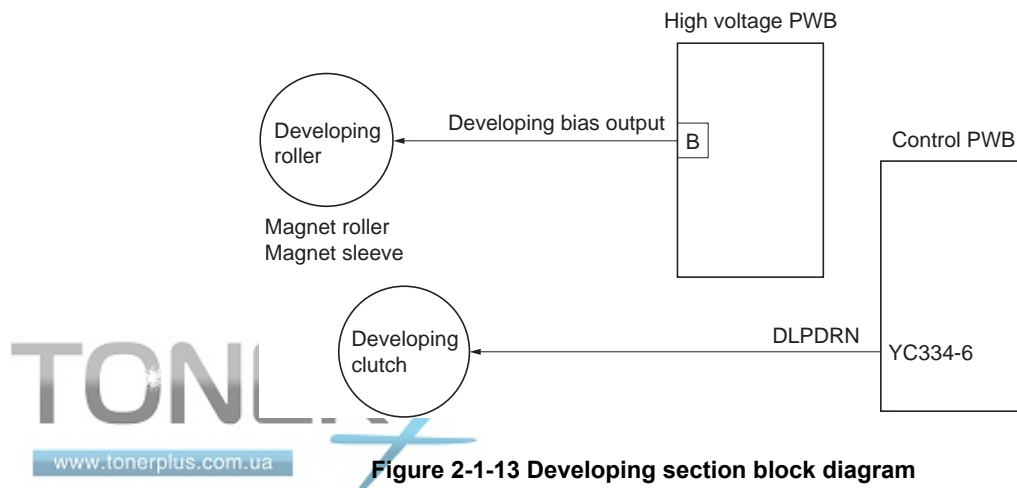 High voltage PWB
Developing
roller
Developing bias output
B
Control PWB
Magnet roller
Magnet sleeve
Developing
clutch
DLPDRN
YC334-6
www.tonerplus.com.ua
Figure 2-1-13 Developing section block diagram